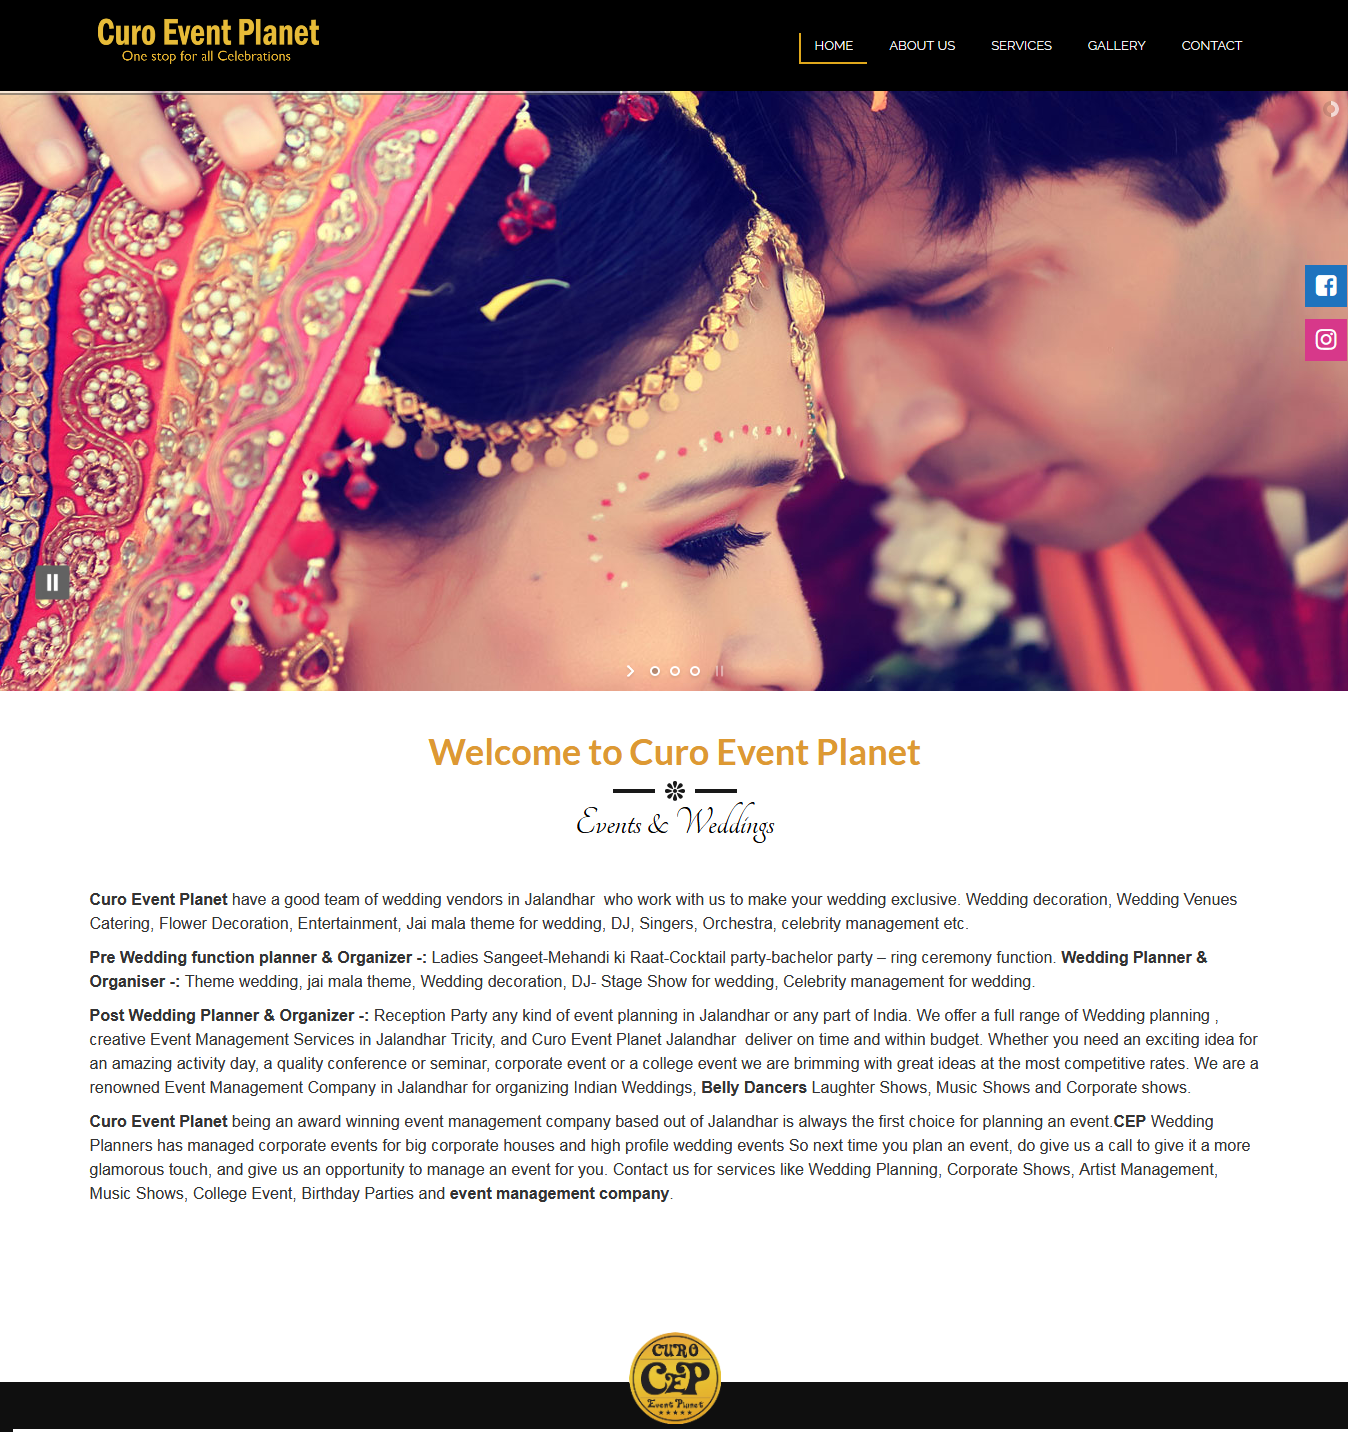 Curo Event Planet
One stop for all Celebrations
HOME ABOUT US SERVICES GALLERY CONTACT
Welcome to Curo Event Planet
Events & Weddings
Curo Event Planet have a good team of wedding vendors in Jalandhar  who work with us to make your wedding exclusive. Wedding decoration, Wedding Venues
Catering, Flower Decoration, Entertainment, Jai mala theme for wedding, DJ, Singers, Orchestra, celebrity management etc.
Pre Wedding function planner & Organizer -: Ladies Sangeet-Mehandi ki Raat-Cocktail party-bachelor party – ring ceremony function. Wedding Planner &
Organiser -: Theme wedding, jai mala theme, Wedding decoration, DJ- Stage Show for wedding, Celebrity management for wedding.
Post Wedding Planner & Organizer -: Reception Party any kind of event planning in Jalandhar or any part of India. We offer a full range of Wedding planning ,
creative Event Management Services in Jalandhar Tricity, and Curo Event Planet Jalandhar  deliver on time and within budget. Whether you need an exciting idea for
an amazing activity day, a quality conference or seminar, corporate event or a college event we are brimming with great ideas at the most competitive rates. We are a
renowned Event Management Company in Jalandhar for organizing Indian Weddings, Belly Dancers Laughter Shows, Music Shows and Corporate shows.
Curo Event Planet being an award winning event management company based out of Jalandhar is always the first choice for planning an event.CEP Wedding
Planners has managed corporate events for big corporate houses and high profile wedding events So next time you plan an event, do give us a call to give it a more
glamorous touch, and give us an opportunity to manage an event for you. Contact us for services like Wedding Planning, Corporate Shows, Artist Management,
Music Shows, College Event, Birthday Parties and event management company.
CURO
CEP
Event Planet